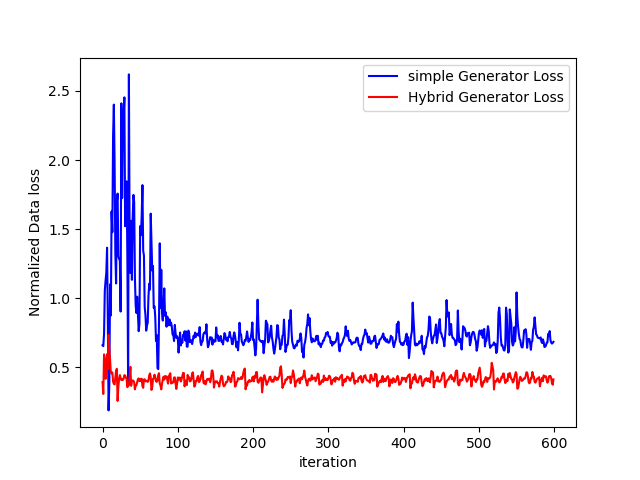 simple Generator Loss
Hybrid Generator Loss
2.5
2.0
1.5
1.0
0.5
Normalized Data loss
0 100 200 300 400 500 600
iteration